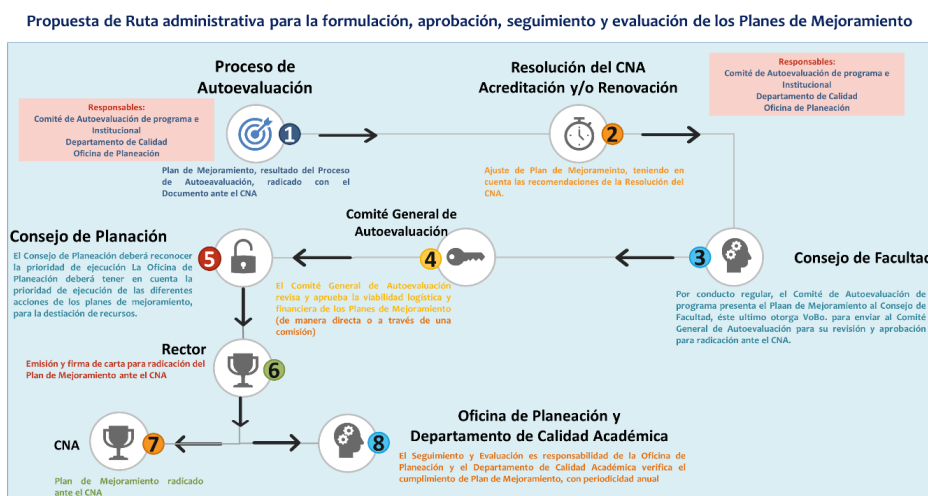 Propuesta de Ruta administrativa para la formulación, aprobación, seguimiento y evaluación de los Planes de Mejoramiento
Proceso de
Autoevaluación
Responsables:
Comité de Autoevaluación de programa e
Institucional
Departamento de Calidad
Oficina de Planeación
1
Plan de Mejoramiento, resultado del Proceso
de Autoeavaluación, radicado con el
Documento ante el CNA
Resolución del CNA
Acreditación y/o Renovación
2
Ajuste de Plan de Mejorameinto, teniendo en
cuenta las recomendaciones de la Resolución del
CNA.
Responsables:
Comité de Autoevaluación de programa e
Institucional
Departamento de Calidad
Oficina de Planeación
3
Consejo de Facultad
Por conducto regular, el Comité de Autoevaluación de
programa presenta el Plaan de Mejoramiento al Consejo de
Facultad, éste ultimo otorga VoBo. para enviar al Comité
General de Autoevaluación para su revisión y aprobación
para radicación ante el CNA.
Comité General de
Autoevaluación
4
El Comité General de Autoevaluación
revisa y aprueba la viabilidad logística y
financiera de los Planes de Mejoramiento
(de manera directa o a través de una
comisión)
Consejo de Planación
5
El Consejo de Planeación deberá reconocer
la prioridad de ejecución La Oficina de
Planeación deberá tener en cuenta la
prioridad de ejecución de las diferentes
acciones de los planes de mejoramiento,
para la destiación de recursos.
Rector
6
Emisión y firma de carta para radicación del
Plan de Mejoramiento ante el CNA
CNA
7
Plan de Mejoramiento radicado
ante el CNA
8
Oficina de Planeación y
Departamento de Calidad Académica
El Seguimiento y Evaluación es responsabilidad de la Oficina de
Planeación y el Departamento de Calidad Académica verifica el
cumplimiento de Plan de Mejoramiento, con periodicidad anual